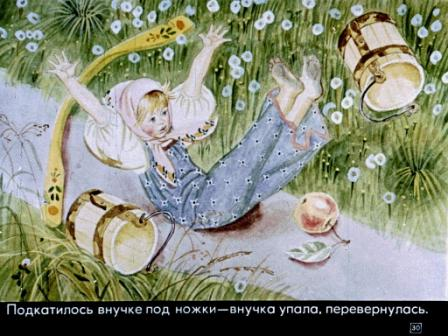 Подкатилось внучке под ножки—внучка упала, перевернулась.
30